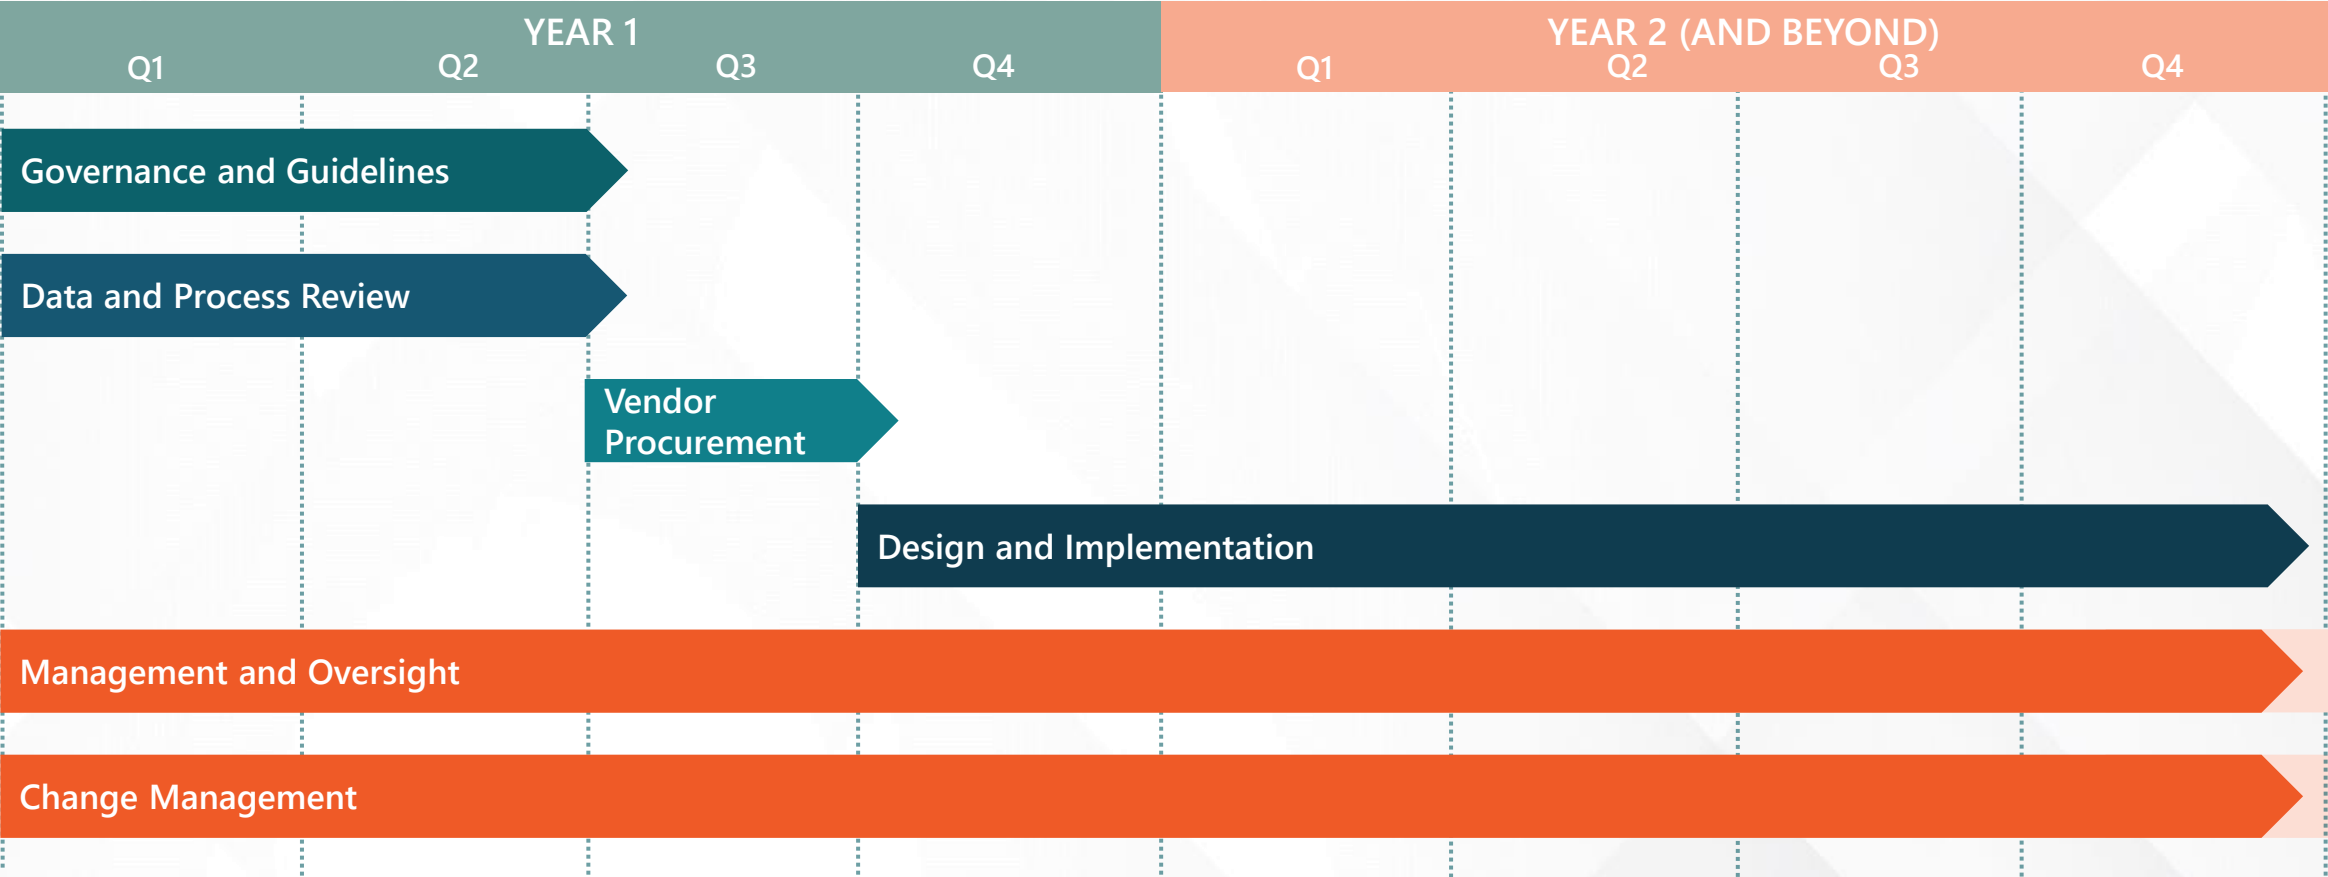 YEAR 1
YEAR 2 (AND BEYOND)
Q1 Q2 Q3 Q4 Q1 Q2 Q3 Q4
Governance and Guidelines
Data and Process Review
Vendor
Procurement
Design and Implementation
Management and Oversight
Change Management